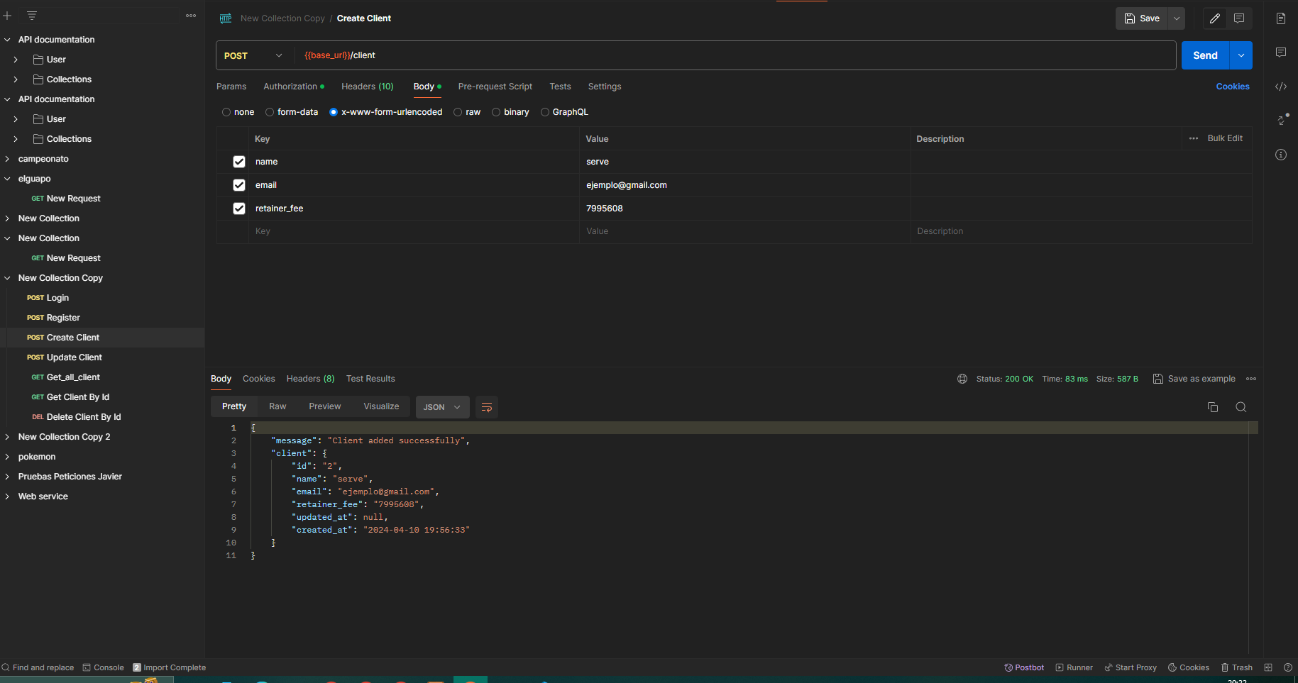 New Collection Copy / Create Client
Save
API documentation
User
Collections
API documentation
User
Collections
campeonato
elguapo
GET New Request
New Collection
New Collection
GET New Request
New Collection Copy
POST Login
POST Register
POST Create Client
POST Update Client
GET Get_all_client
GET Get Client By Id
DEL Delete Client By Id
New Collection Copy 2
pokemon
Pruebas Peticiones Javier
Web service
POST {{base_url}}/client
Send
Params Authorization Headers (10) Body Pre-request Script Tests Settings
Cookies
none form-data x-www-form-urlencoded raw binary GraphQL
Key Value Description Bulk Edit
name serve
email ejemplo@gmail.com
retainer_fee 7995608
Key Value Description
Body Cookies Headers (8) Test Results
Status: 200 OK Time: 83 ms Size: 587 B Save as example
Pretty Raw Preview Visualize JSON
1 {
2 "message": "Client added successfully",
3 "client": {
4 "id": "2",
5 "name": "serve",
6 "email": "ejemplo@gmail.com",
7 "retainer_fee": "7995608",
8 "updated_at": null,
9 "created_at": "2024-04-10 19:56:33"
10 }
11 }
Find and replace Console 2 Import Complete
Postbot Runner Start Proxy Cookies Trash